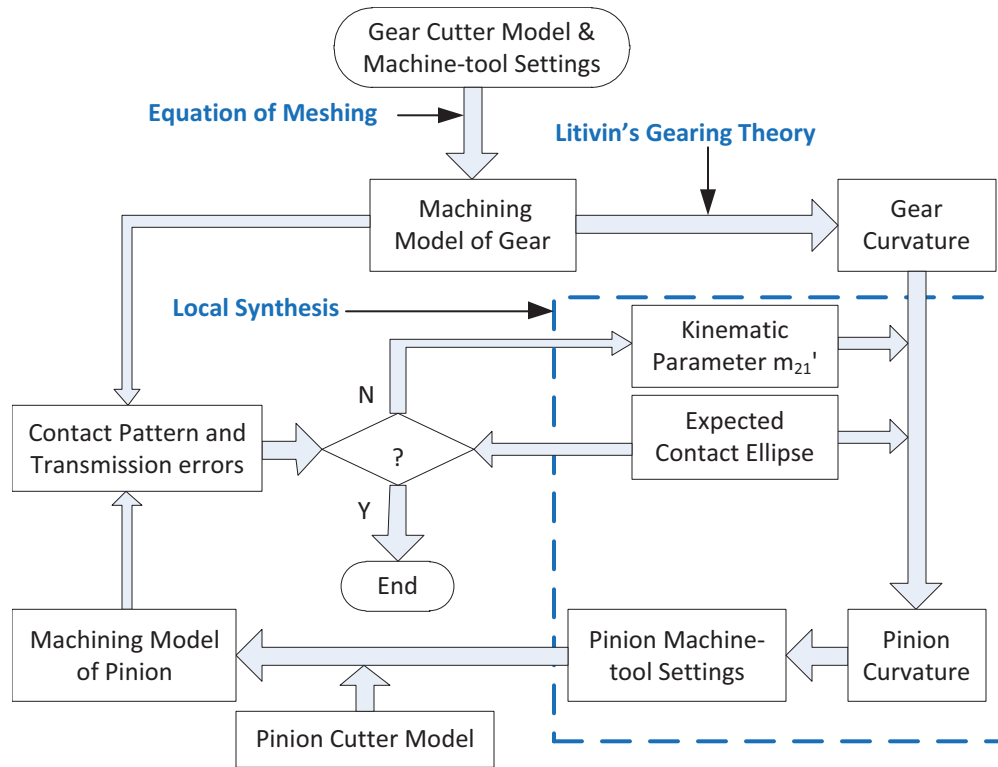 Gear Cutter Model &
Machine-tool Settings
Equation of Meshing
Litivin's Gearing Theory
Machining
Model of Gear
Gear
Curvature
Local Synthesis
Kinematic
Parameter m₂₁'
N
Contact Pattern and
Transmission errors
?
Expected
Contact Ellipse
Y
End
Machining Model
of Pinion
Pinion Machine-
tool Settings
Pinion
Curvature
Pinion Cutter Model